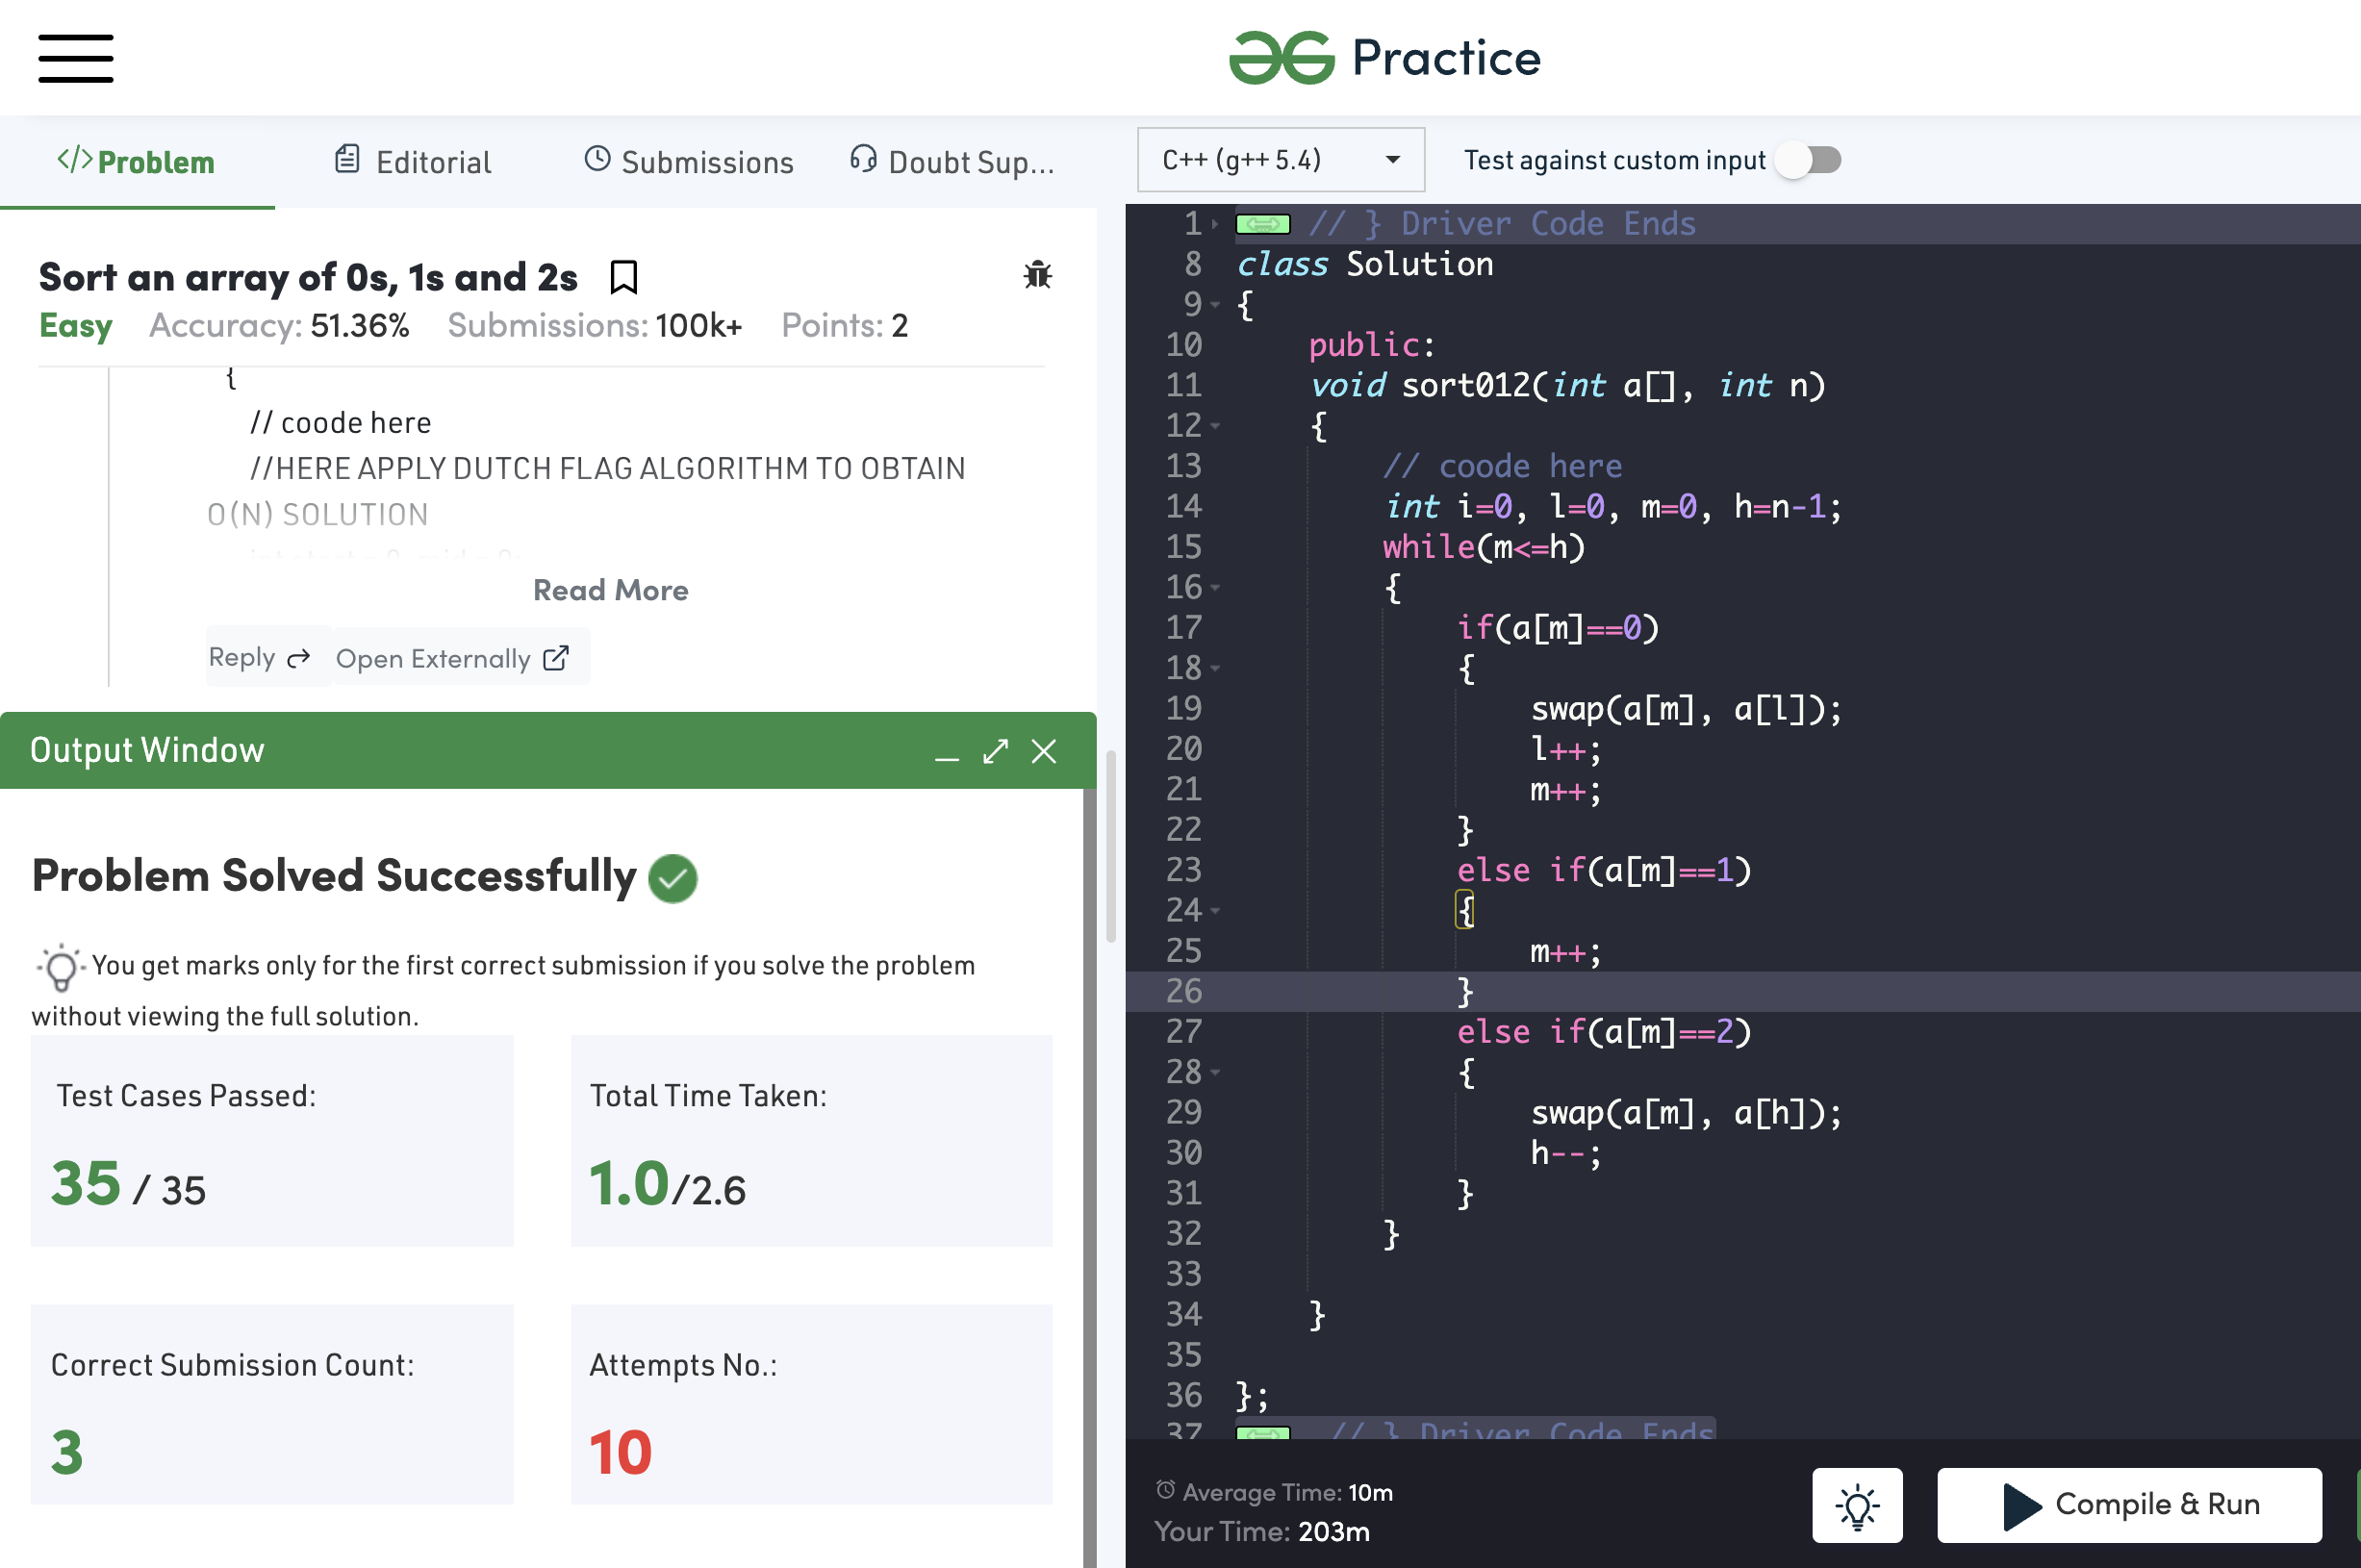 Practice
Problem
Editorial
Submissions
Doubt Sup...
C++ (g++ 5.4)
Test against custom input
Sort an array of 0s, 1s and 2s
Easy Accuracy: 51.36% Submissions: 100k+ Points: 2
{
// coode here
//HERE APPLY DUTCH FLAG ALGORITHM TO OBTAIN
O(N) SOLUTION
Read More
Reply
Open Externally
Output Window
Problem Solved Successfully
You get marks only for the first correct submission if you solve the problem
without viewing the full solution.
Test Cases Passed:
35 / 35
Total Time Taken:
1.0/2.6
Correct Submission Count:
3
Attempts No.:
10
1 // } Driver Code Ends
8 class Solution
9 {
10 public:
11 void sort012(int a[], int n)
12 {
13 // coode here
14 int i=0, l=0, m=0, h=n-1;
15 while(m<=h)
16 {
17 if(a[m]==0)
18 {
19 swap(a[m], a[l]);
20 l++;
21 m++;
22 }
23 else if(a[m]==1)
24 {
25 m++;
26 }
27 else if(a[m]==2)
28 {
29 swap(a[m], a[h]);
30 h--;
31 }
32 }
33
34 }
35
36 };
37 // } Driver Code Ends
Average Time: 10m
Your Time: 203m
Compile & Run